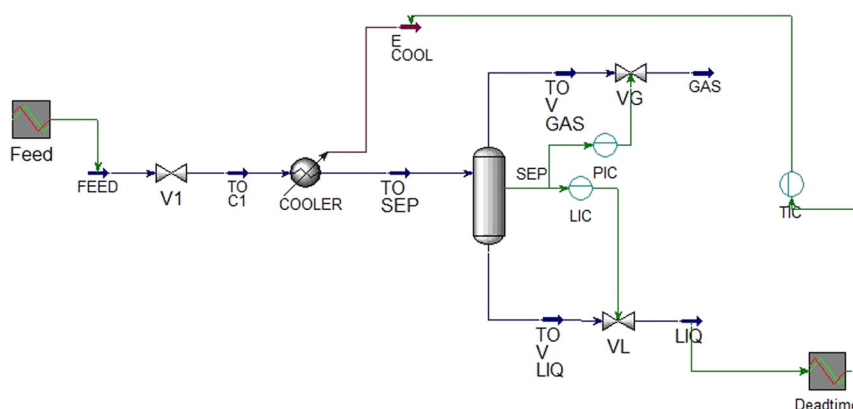 E
COOL
TO
V
GAS
VG
GAS
Feed
FEED
V1
TO
C1
COOLER
TO
SEP
SEP
PIC
LIC
TIC
TO
V
LIQ
VL
LIQ
Deadtime